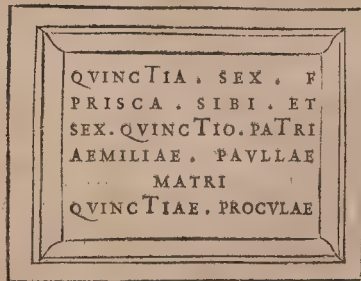 QVINCTIA . SEX . F
PRISCA . SIBI . ET
SEX . QVINCTIO . PATRI
AEMILIAE . PAVLLAE
MATRI
QVINCTIAE . PROCVLAE